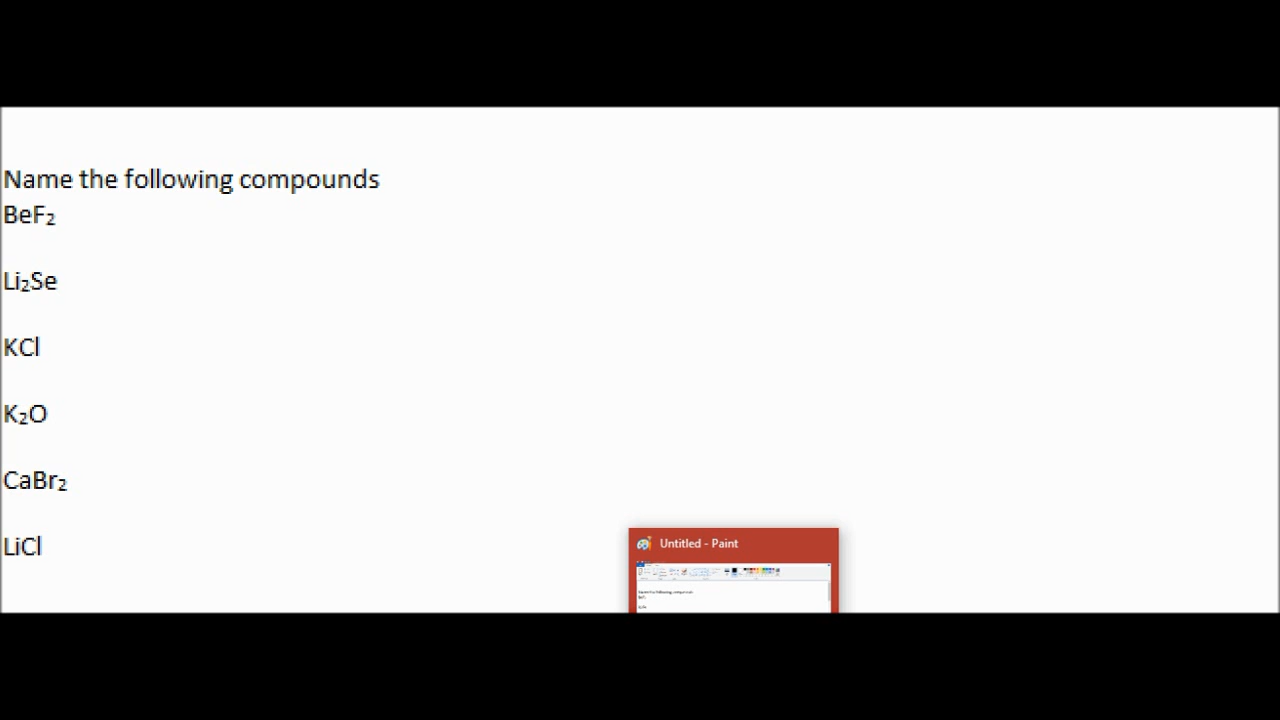 Name the following compounds
BeF₂
Li₂Se
KCl
K₂O
CaBr₂
LiCl
Untitled - Paint